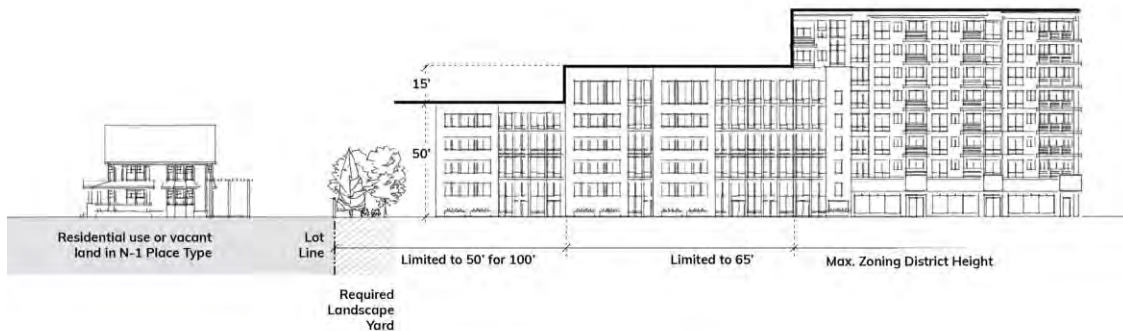 15’
50’
Residential use or vacant
land in N-1 Place Type
Lot
Line
Limited to 50’ for 100’
Limited to 65’
Max. Zoning District Height
Required
Landscape
Yard